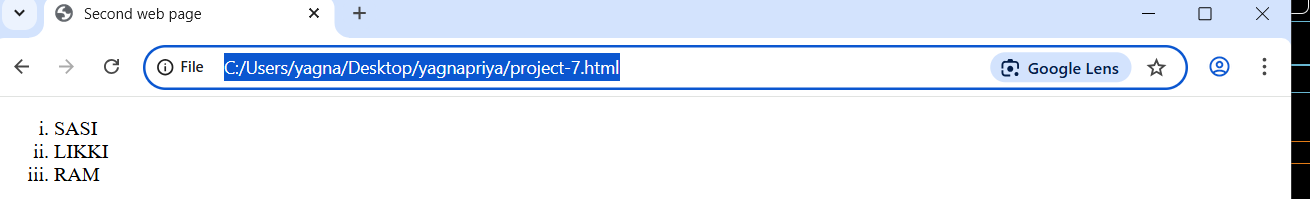 Second web page
File C:/Users/yagna/Desktop/yagnapriya/project-7.html Google Lens
i. SASI
ii. LIKKI
iii. RAM